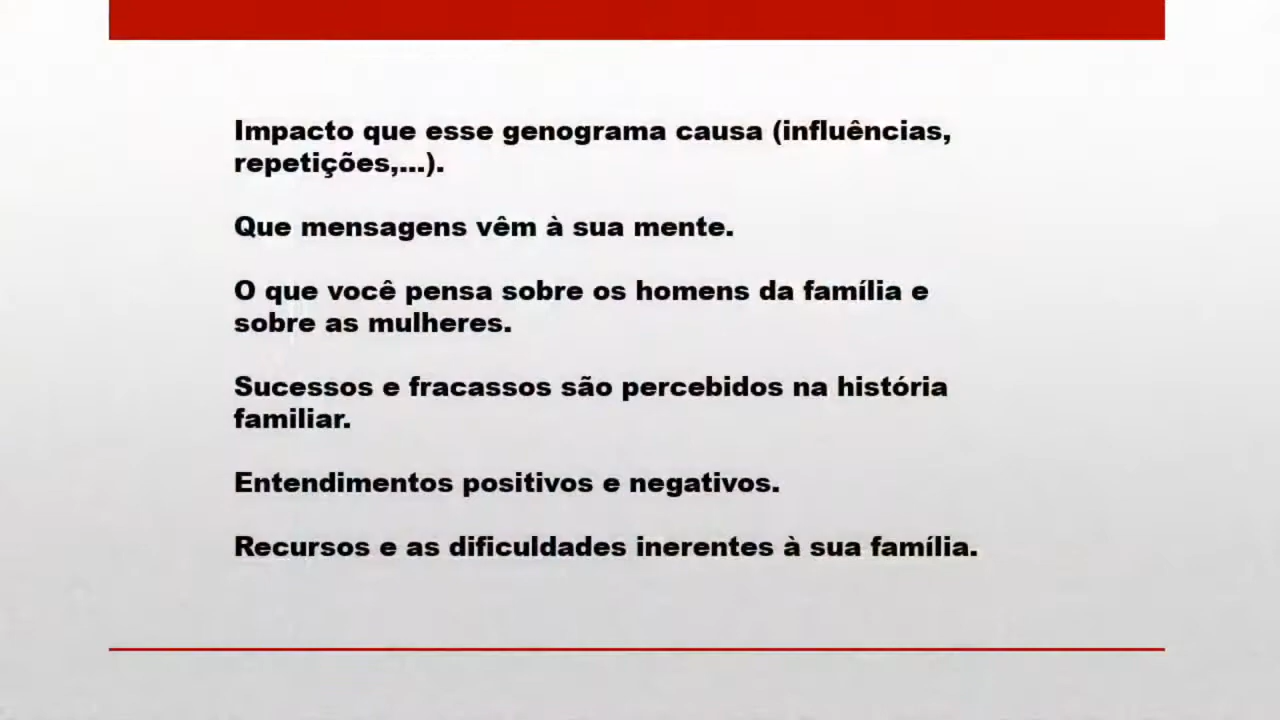 Impacto que esse genograma causa (influências,
repetições,...).
Que mensagens vêm à sua mente.
O que você pensa sobre os homens da família e
sobre as mulheres.
Sucessos e fracassos são percebidos na história
familiar.
Entendimentos positivos e negativos.
Recursos e as dificuldades inerentes à sua família.